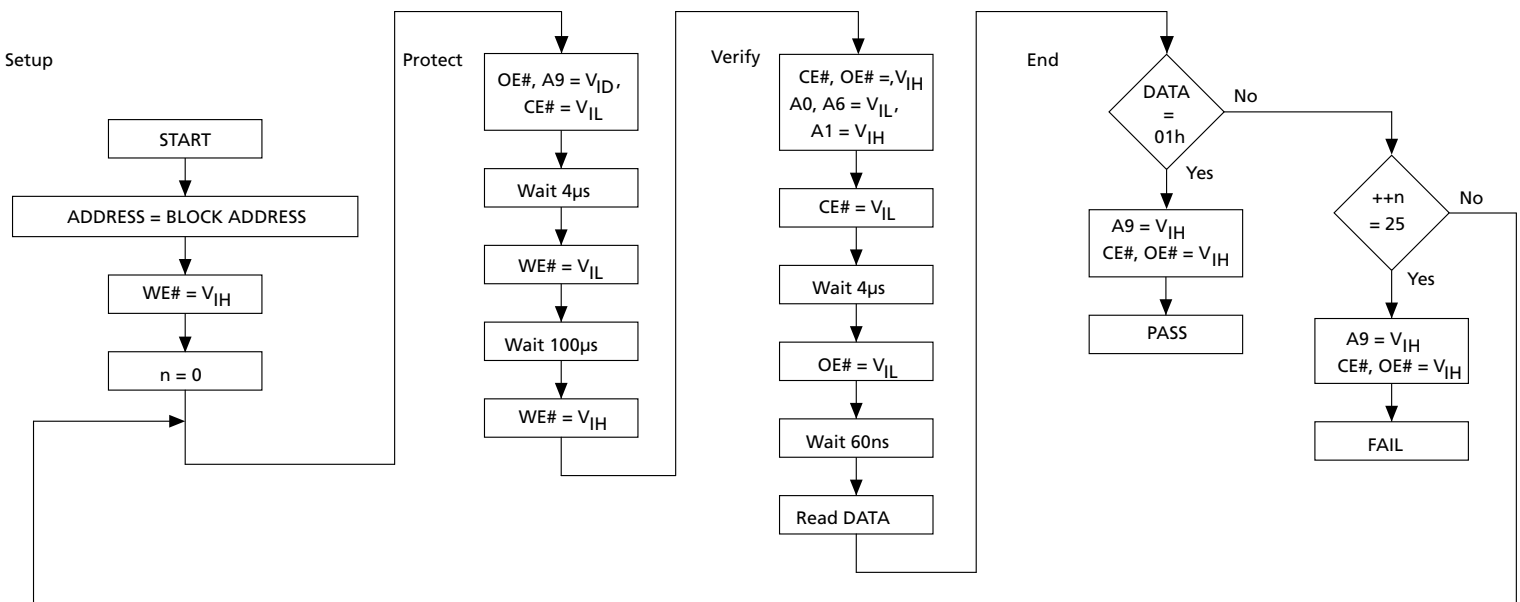 Setup
START
ADDRESS = BLOCK ADDRESS
WE# = VIH
n = 0
Protect
OE#, A9 = VID,
CE# = VIL
Wait 4µs
WE# = VIL
Wait 100µs
WE# = VIH
Verify
CE#, OE# =,VIH
A0, A6 = VIL,
A1 = VIH
CE# = VIL
Wait 4µs
OE# = VIL
Wait 60ns
Read DATA
End
DATA
=
01h
No
Yes
A9 = VIH
CE#, OE# = VIH
PASS
++n
= 25
No
Yes
A9 = VIH
CE#, OE# = VIH
FAIL